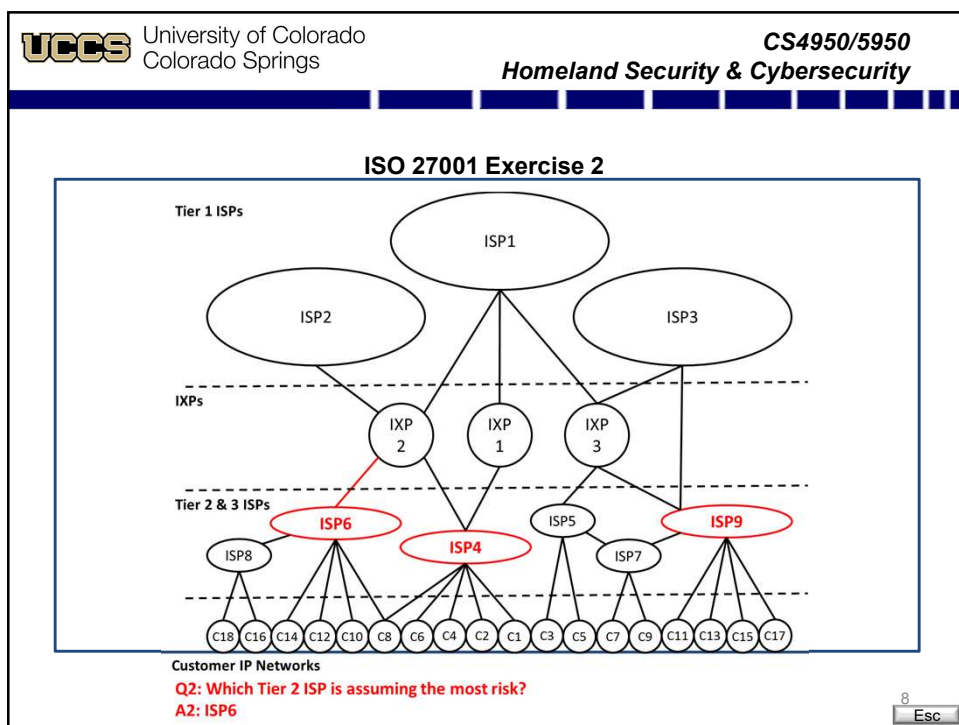 UCCS University of Colorado
Colorado Springs
CS4950/5950
Homeland Security & Cybersecurity
ISO 27001 Exercise 2
Tier 1 ISPs
ISP1
ISP2
ISP3
IXPs
IXP
2
IXP
1
IXP
3
Tier 2 & 3 ISPs
ISP6
ISP4
ISP5
ISP9
ISP8
ISP7
C18 C16 C14 C12 C10 C8 C6 C4 C2 C1 C3 C5 C7 C9 C11 C13 C15 C17
Customer IP Networks
Q2: Which Tier 2 ISP is assuming the most risk?
A2: ISP6
8
Esc